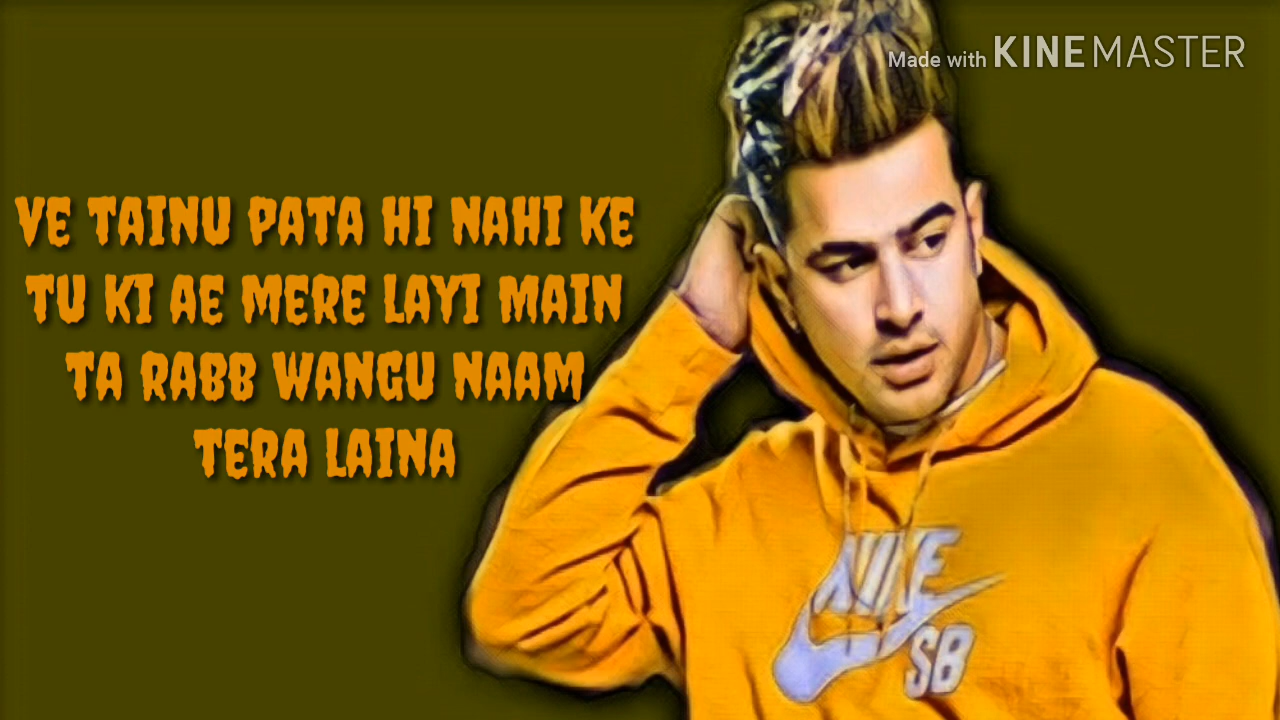 Made with KINEMASTER
VE TAINU PATA HI NAHI KE
TU KI AE MERE LAYI MAIN
TA RABB WANGU NAAM
TERA LAINA
NIKE
SB